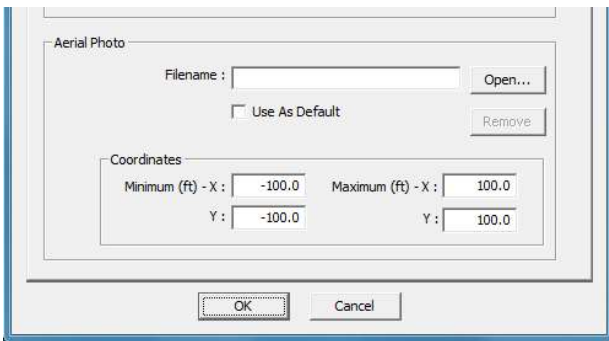 Aerial Photo
Filename : Open...
Use As Default Remove
Coordinates
Minimum (ft) - X : -100.0 Maximum (ft) - X : 100.0
Y : -100.0 Y : 100.0
OK Cancel